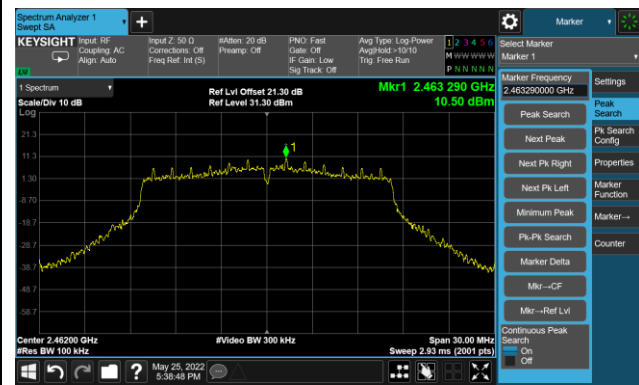 Spectrum Analyzer 1
Swept SA
Marker
KEYSIGHT
Input: RF
Coupling: AC
Align: Auto
Input Z: 50 Ω
Corrections: Off
Freq Ref: Int (S)
#Atten: 20 dB
Preamp: Off
PNO: Fast
Gate: Off
IF Gain: Low
Sig Track: Off
Avg Type: Log-Power
Avg|Hold:>10/10
Trig: Free Run
1 2 3 4 5 6
M W W W W W
P N N N N N
Select Marker
Marker 1
LW
1 Spectrum
Scale/Div 10 dB
Log
Ref Lvl Offset 21.30 dB
Ref Level 31.30 dBm
Mkr1 2.463 290 GHz
10.50 dBm
21.3
11.3
1.30
-8.70
-18.7
-28.7
-38.7
-48.7
-58.7
1
Center 2.46200 GHz
#Res BW 100 kHz
#Video BW 300 kHz
Span 30.00 MHz
Sweep 2.93 ms (2001 pts)
Marker Frequency
2.463290000 GHz
Peak Search
Next Peak
Next Pk Right
Next Pk Left
Minimum Peak
Pk-Pk Search
Marker Delta
Mkr→CF
Mkr→Ref Lvl
Continuous Peak
Search
On
Off
Settings
Peak
Search
Pk Search
Config
Properties
Marker
Function
Marker→
Counter
?
May 25, 2022
5:38:48 PM